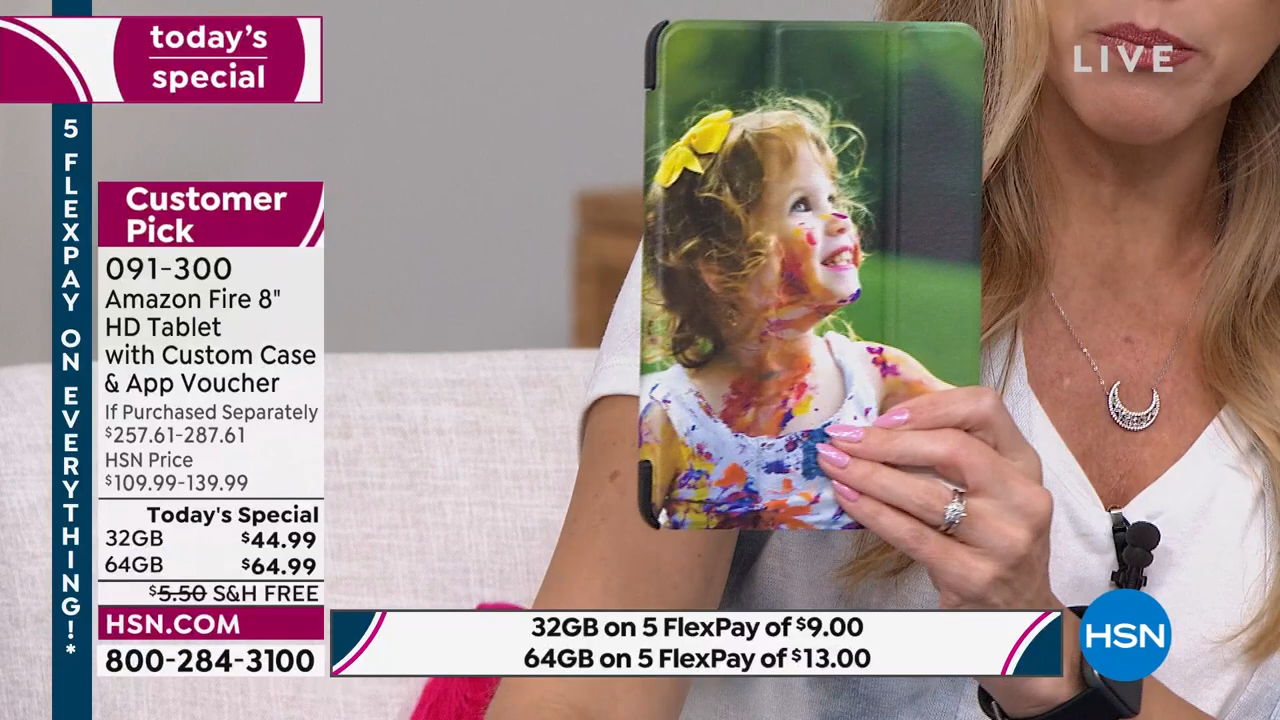 today's
special
LIVE
5 FLEXPAY ON EVERYTHING!*
Customer
Pick
091-300
Amazon Fire 8"
HD Tablet
with Custom Case
& App Voucher
If Purchased Separately
$257.61-287.61
HSN Price
$109.99-139.99
Today's Special
32GB $44.99
64GB $64.99
$5.50 S&H FREE
HSN.COM
800-284-3100
32GB on 5 FlexPay of $9.00
64GB on 5 FlexPay of $13.00
HSN